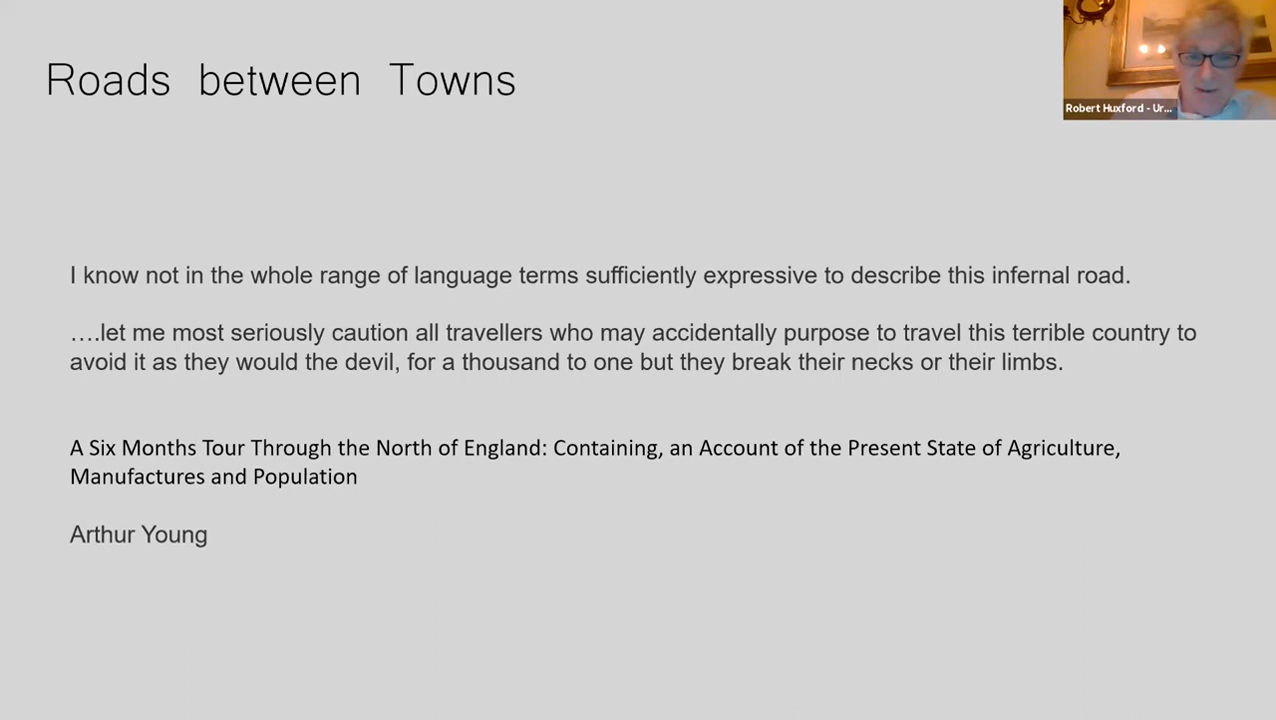 Roads between Towns
Robert Huxford - Ur...
I know not in the whole range of language terms sufficiently expressive to describe this infernal road.
….let me most seriously caution all travellers who may accidentally purpose to travel this terrible country to
avoid it as they would the devil, for a thousand to one but they break their necks or their limbs.
A Six Months Tour Through the North of England: Containing, an Account of the Present State of Agriculture,
Manufactures and Population
Arthur Young